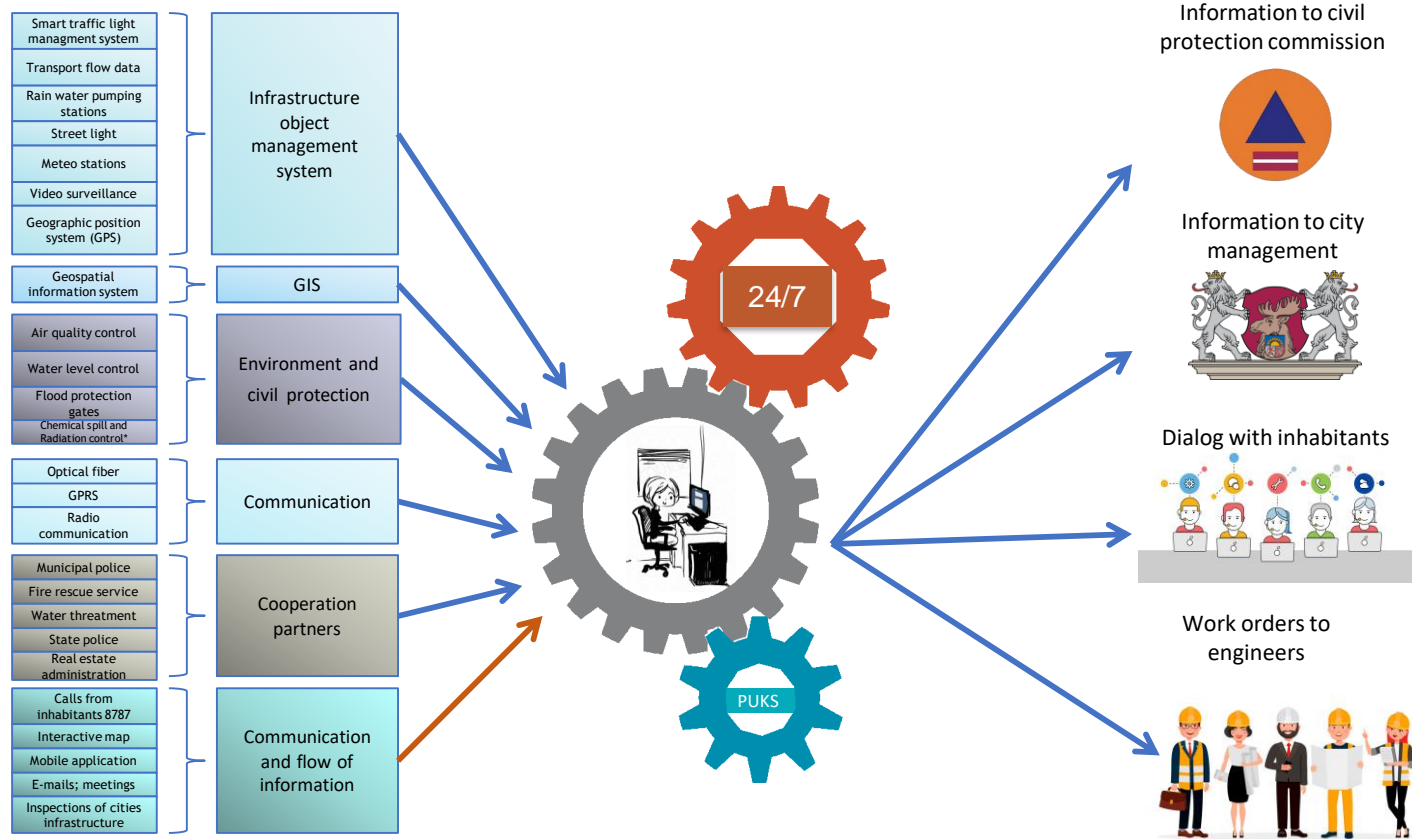 Smart traffic light
managment system
Transport flow data
Rain water pumping
stations
Street light
Meteo stations
Video surveillance
Geographic position
system (GPS)
Infrastructure
object
management
system
Geospatial
information system
GIS
Air quality control
Water level control
Flood protection
gates
Chemical spill and
Radiation control*
Environment and
civil protection
Optical fiber
GPRS
Radio
communication
Communication
Municipal police
Fire rescue service
Water threatment
State police
Real estate
administration
Cooperation
partners
Calls from
inhabitants 8787
Interactive map
Mobile application
E-mails; meetings
Inspections of cities
infrastructure
Communication
and flow of
information
24/7
PUKS
Information to civil
protection commission
Information to city
management
Dialog with inhabitants
Work orders to
engineers